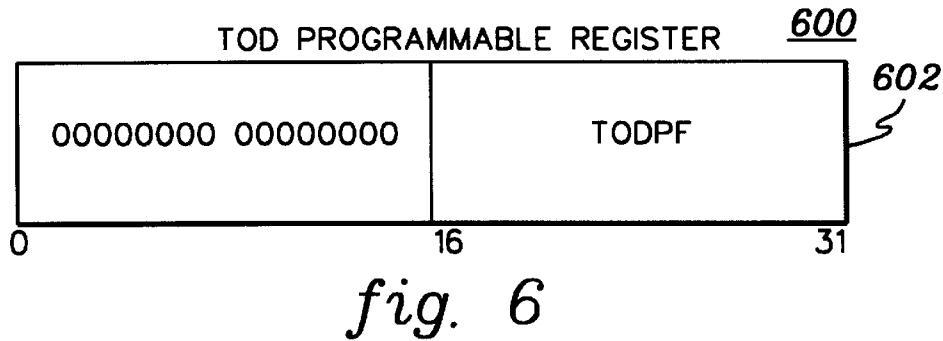 TOD PROGRAMMABLE REGISTER 600
602
00000000 00000000 TODPF
0 16 31
fig. 6